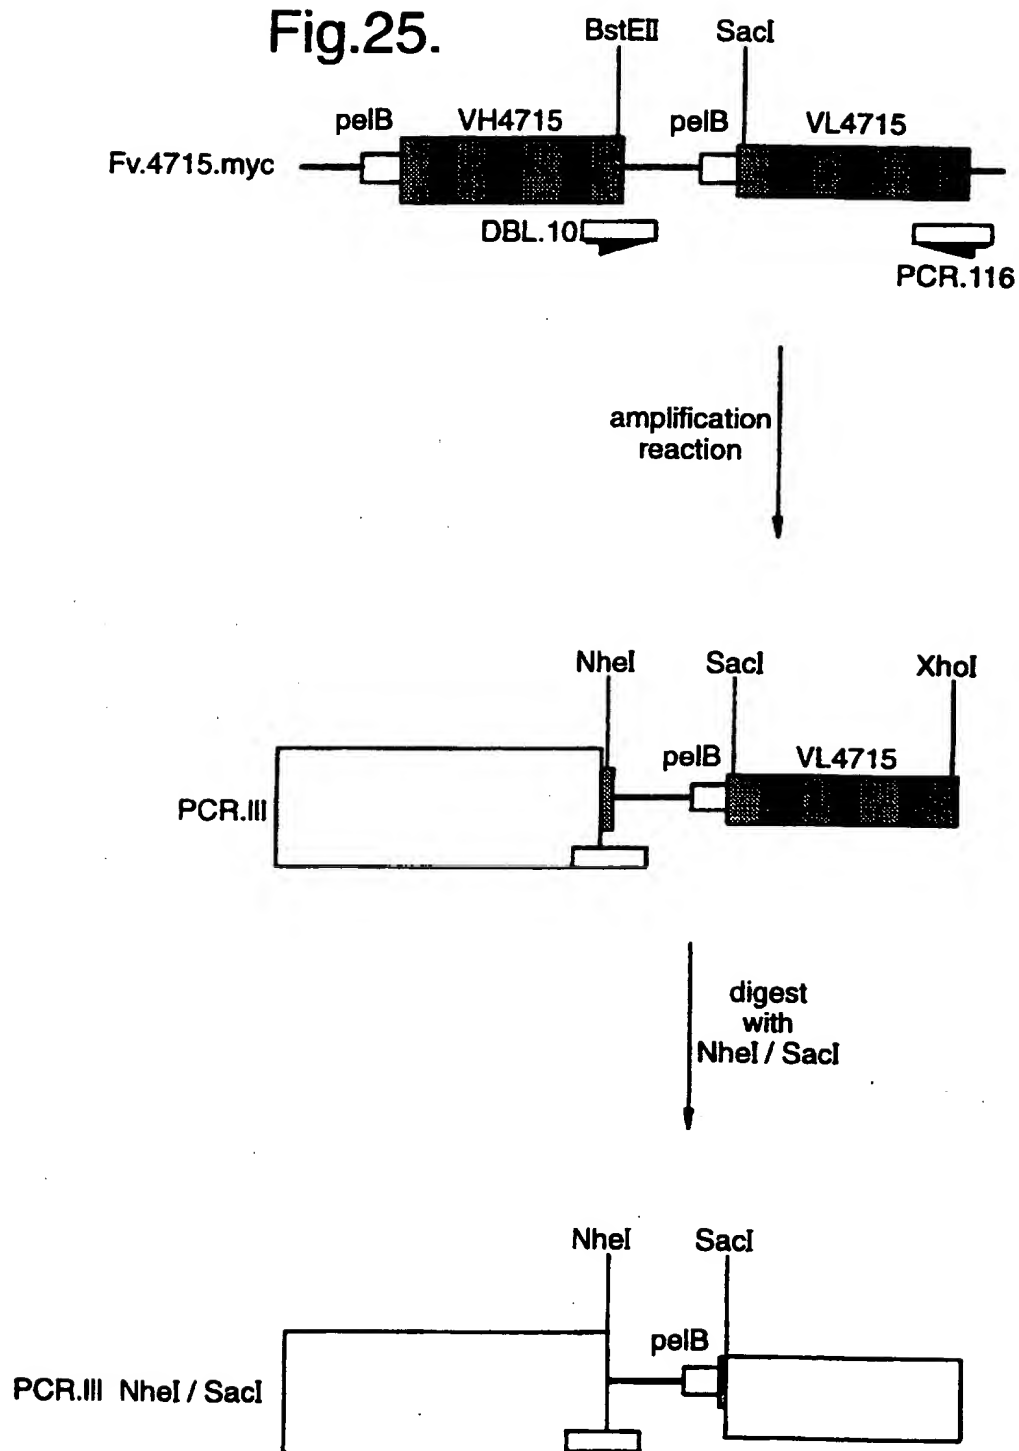 Fig.25.
BstEII SacI
pelB VH4715 pelB VL4715
Fv.4715.myc
DBL.10
PCR.116
amplification
reaction
NheI SacI XhoI
pelB VL4715
PCR.III
digest
with
NheI / SacI
NheI SacI
pelB
PCR.III NheI / SacI